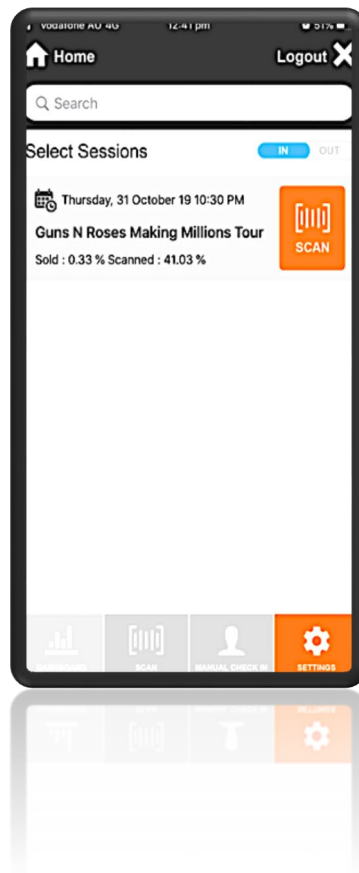 vodafone AU 4G 12:41 pm 51%
Home Logout
Search
Select Sessions IN OUT
Thursday, 31 October 19 10:30 PM
Guns N Roses Making Millions Tour
Sold : 0.33 % Scanned : 41.03 %
SCAN
DASHBOARD SCAN MANUAL CHECK IN SETTINGS